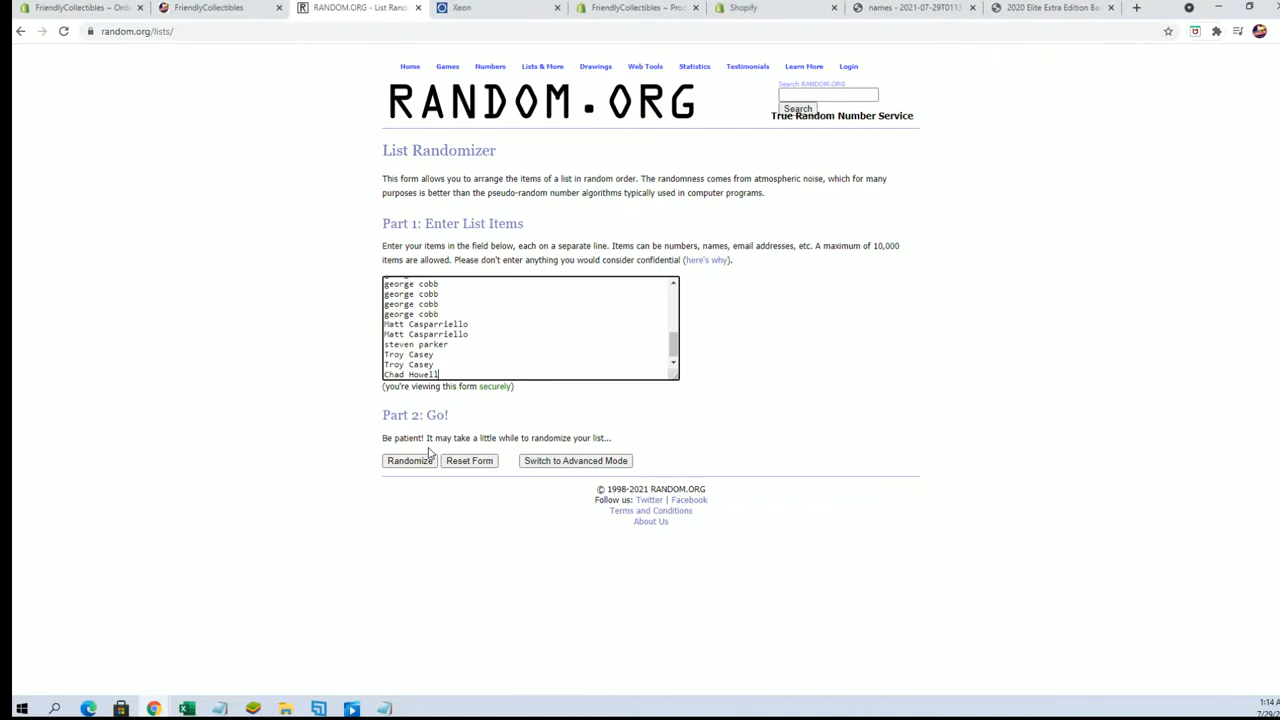 FriendlyCollectibles ~ Ord
FriendlyCollectibles
RANDOM.ORG - List Ran
Xeon
FriendlyCollectibles ~ Pro
Shopify
names - 2021-07-29T0113
2020 Elite Extra Edition Ba
random.org/lists/
Home Games Numbers Lists & More Drawings Web Tools Statistics Testimonials Learn More Login
Search RANDOM.ORG
RANDOM.ORG
Search
True Random Number Service
List Randomizer
This form allows you to arrange the items of a list in random order. The randomness comes from atmospheric noise, which for many
purposes is better than the pseudo-random number algorithms typically used in computer programs.
Part 1: Enter List Items
Enter your items in the field below, each on a separate line. Items can be numbers, names, email addresses, etc. A maximum of 10,000
items are allowed. Please don't enter anything you would consider confidential (here's why).
george cobb
george cobb
george cobb
george cobb
Matt Casparriello
Matt Casparriello
steven parker
Troy Casey
Troy Casey
Chad Howell
(you're viewing this form securely)
Part 2: Go!
Be patient! It may take a little while to randomize your list...
Randomize Reset Form Switch to Advanced Mode
© 1998-2021 RANDOM.ORG
Follow us: Twitter | Facebook
Terms and Conditions
About Us
1:14 A
7/29/2